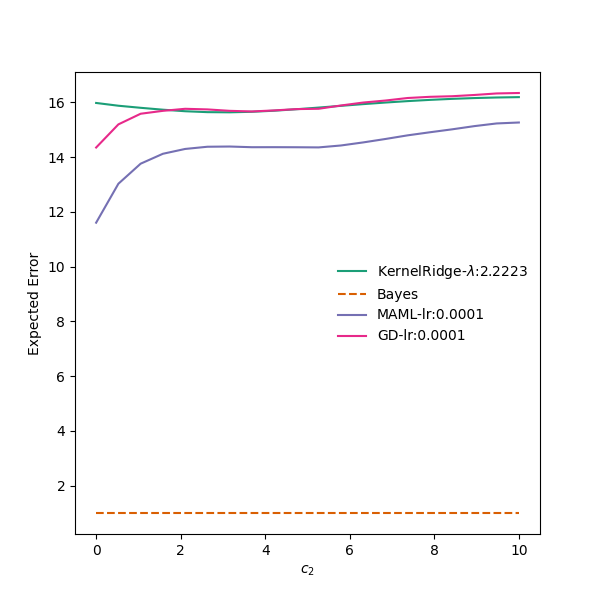 16
14
12
10
8
6
4
2
Expected Error
KernelRidge-λ:2.2223
Bayes
MAML-lr:0.0001
GD-lr:0.0001
0 2 4 6 8 10
c₂